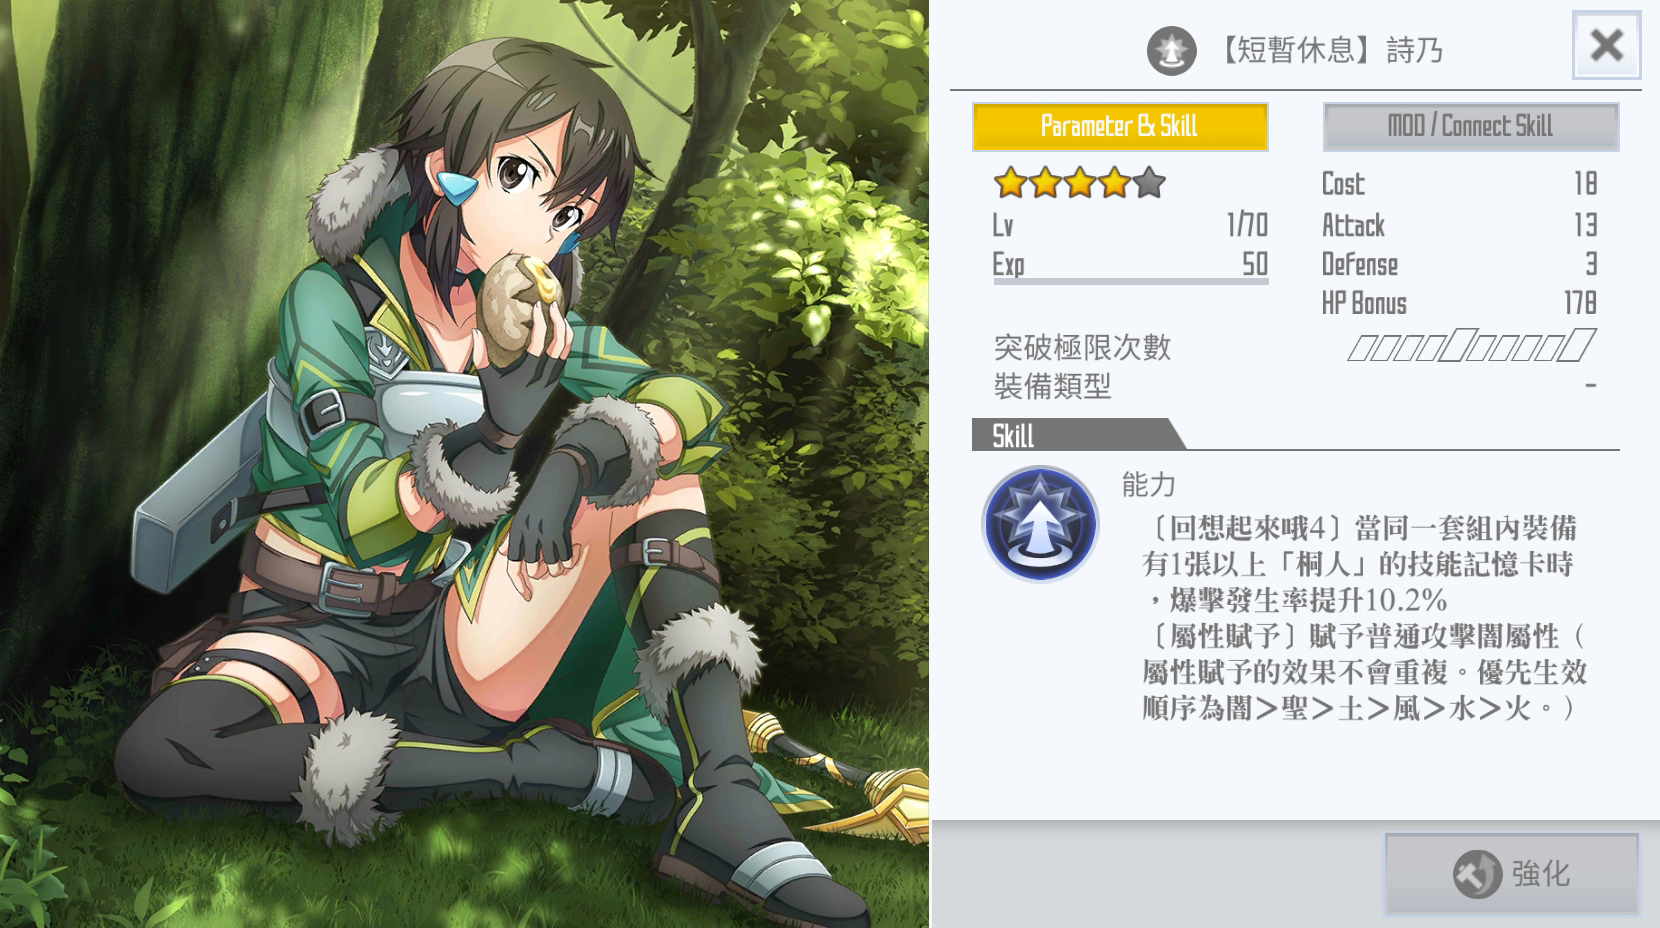 【短暫休息】詩乃
Parameter & Skill
MOD / Connect Skill
Lv 1/70
Exp 50
Cost 18
Attack 13
Defense 3
HP Bonus 178
突破極限次數
裝備類型 -
Skill
能力
〔回想起來哦4〕當同一套組內裝備
有1張以上「桐人」的技能記憶卡時
，爆擊發生率提升10.2%
〔屬性賦予〕賦予普通攻擊闇屬性（
屬性賦予的效果不會重複。優先生效
順序為闇＞聖＞土＞風＞水＞火。）
強化